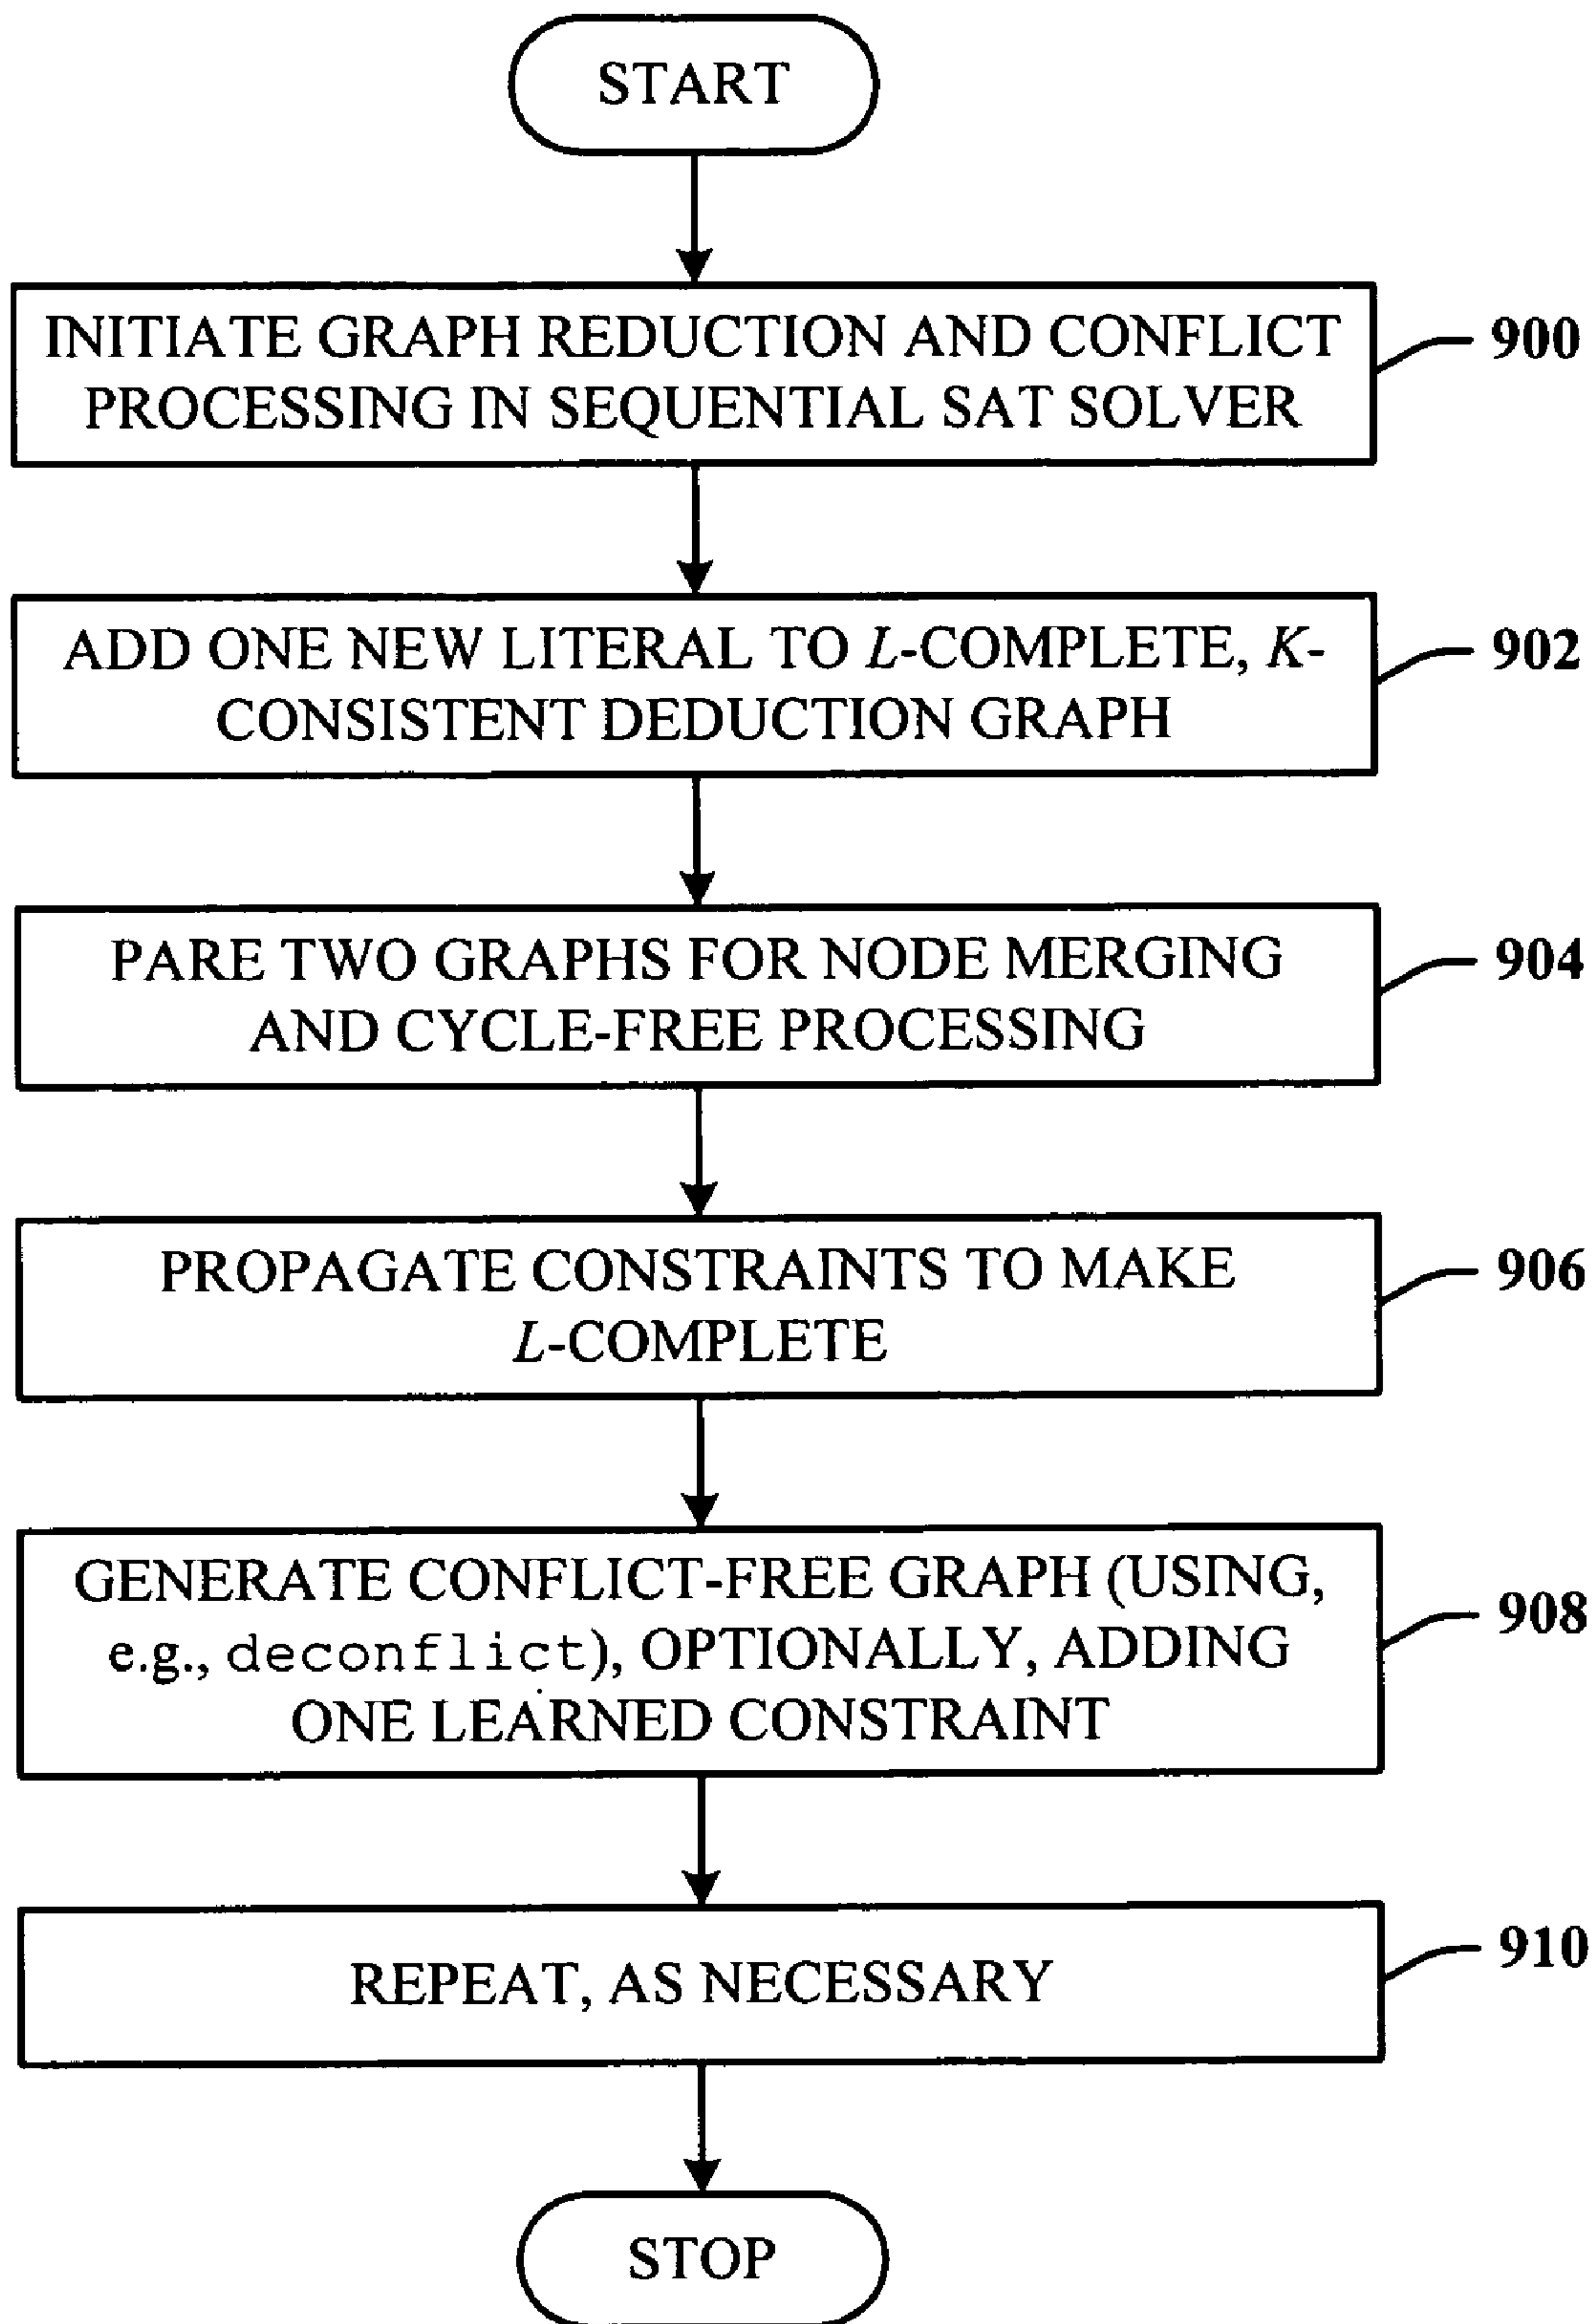 START
INITIATE GRAPH REDUCTION AND CONFLICT
PROCESSING IN SEQUENTIAL SAT SOLVER
900
ADD ONE NEW LITERAL TO L-COMPLETE, K-
CONSISTENT DEDUCTION GRAPH
902
PARE TWO GRAPHS FOR NODE MERGING
AND CYCLE-FREE PROCESSING
904
PROPAGATE CONSTRAINTS TO MAKE
L-COMPLETE
906
GENERATE CONFLICT-FREE GRAPH (USING,
e.g., deconflict), OPTIONALLY, ADDING
ONE LEARNED CONSTRAINT
908
REPEAT, AS NECESSARY
910
STOP